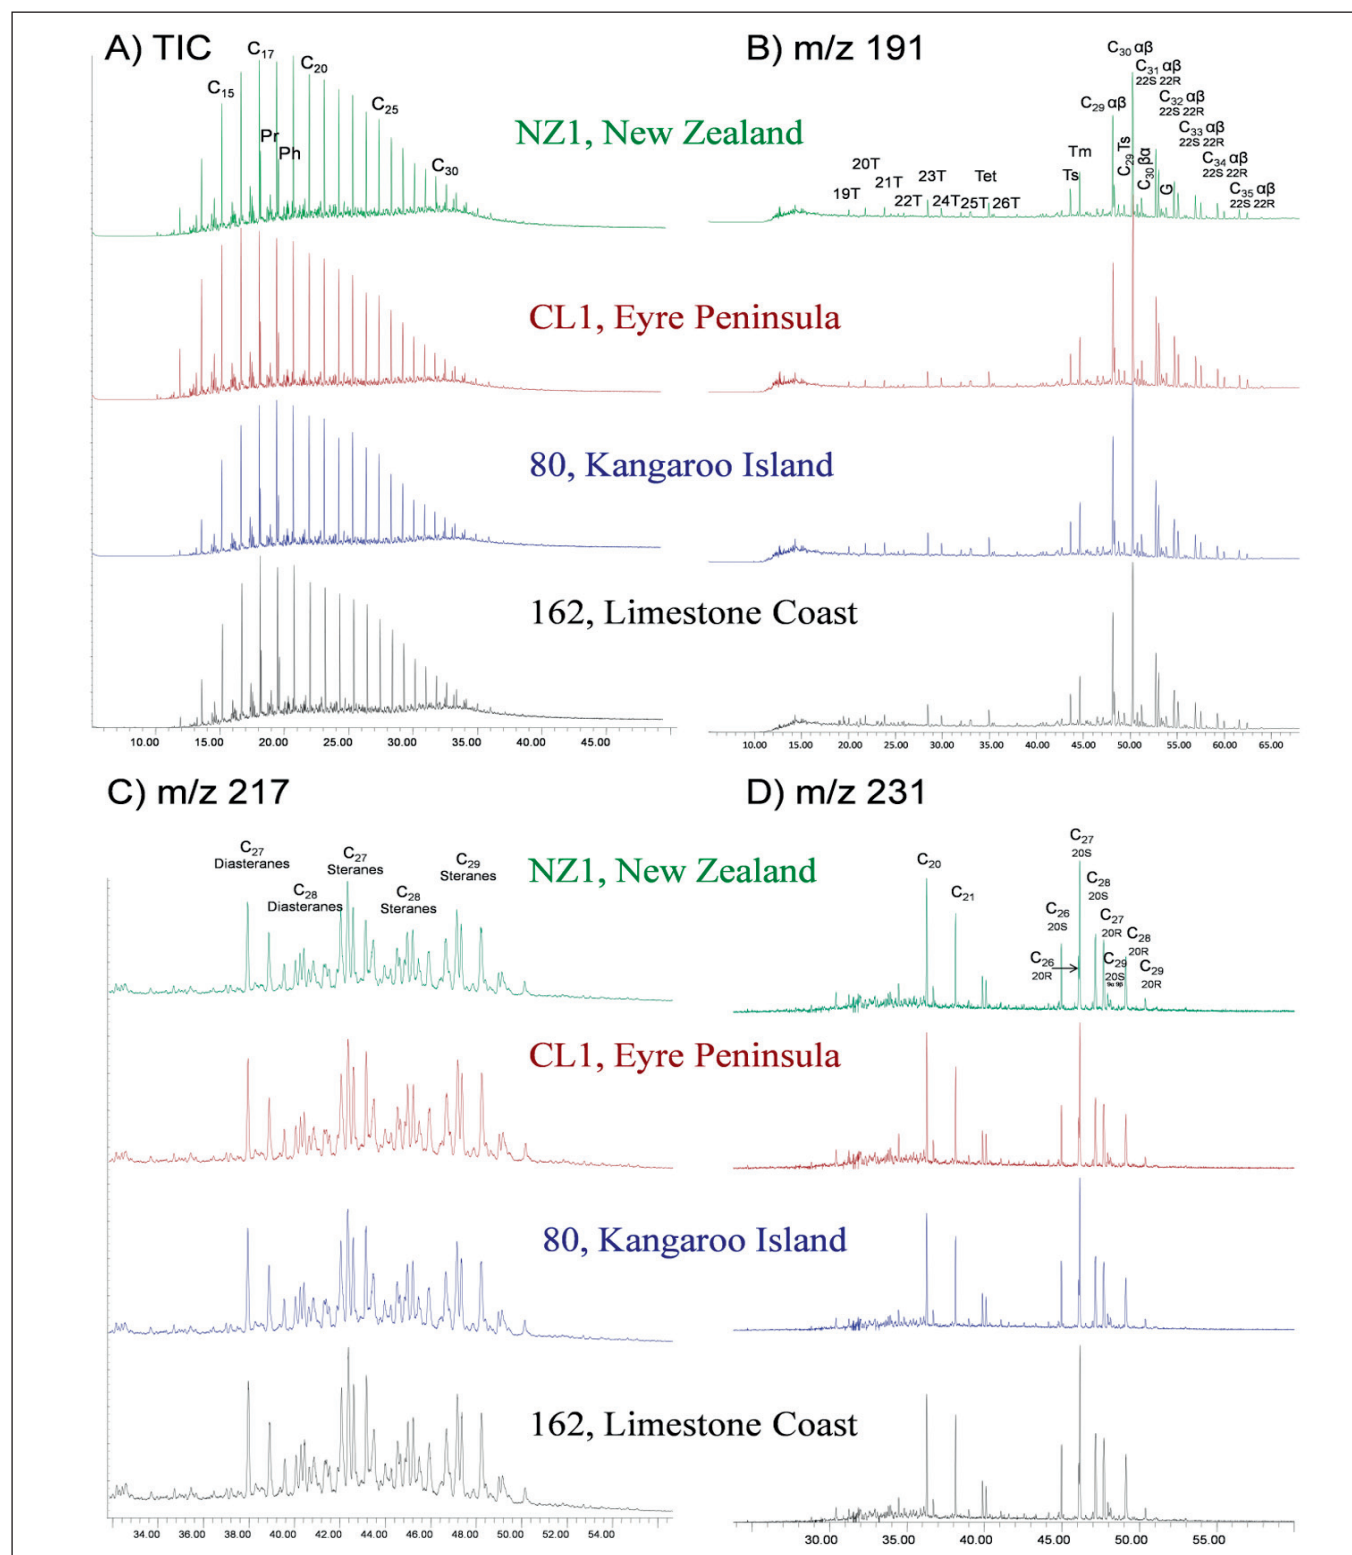 A) TIC
C15
C17
Pr
Ph
C20
C25
C30
B) m/z 191
19T
20T
21T
22T
23T
24T
25T
Tet
26T
Ts
Tm
C29 αβ
C29 Ts
C30 αβ
C30 βα
C31 αβ
22S 22R
G
C32 αβ
22S 22R
C33 αβ
22S 22R
C34 αβ
22S 22R
C35 αβ
22S 22R
NZ1, New Zealand
CL1, Eyre Peninsula
80, Kangaroo Island
162, Limestone Coast
10.00 15.00 20.00 25.00 30.00 35.00 40.00 45.00
10.00 15.00 20.00 25.00 30.00 35.00 40.00 45.00 50.00 55.00 60.00 65.00
C) m/z 217
C27
Diasteranes
C28
Diasteranes
C27
Steranes
C28
Steranes
C29
Steranes
D) m/z 231
C20
C21
C26
20S
C26
20R
C27
20S
C28
20S
C27
20R
C29
20S
C28
20R
C29
20R
NZ1, New Zealand
CL1, Eyre Peninsula
80, Kangaroo Island
162, Limestone Coast
34.00 36.00 38.00 40.00 42.00 44.00 46.00 48.00 50.00 52.00 54.00
30.00 35.00 40.00 45.00 50.00 55.00